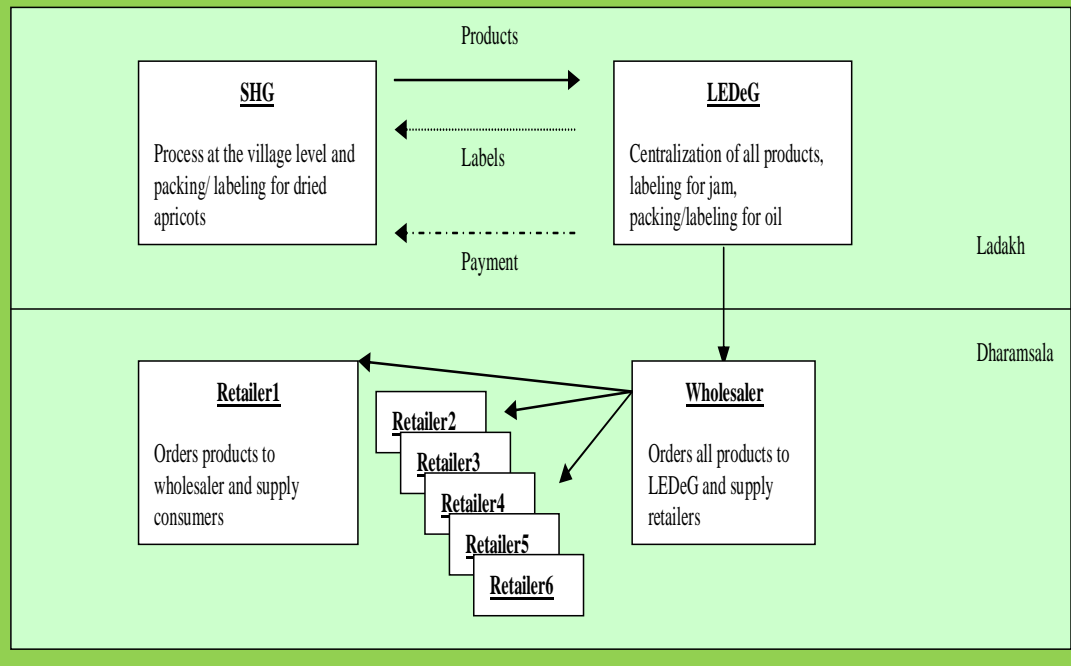 Products
SHG
Process at the village level and
packing/ labeling for dried
apricots
Labels
Payment
LEDeG
Centralization of all products,
labeling for jam,
packing/labeling for oil
Ladakh
Dharamsala
Retailer1
Orders products to
wholesaler and supply
consumers
Retailer2
Retailer3
Retailer4
Retailer5
Retailer6
Wholesaler
Orders all products to
LEDeG and supply
retailers